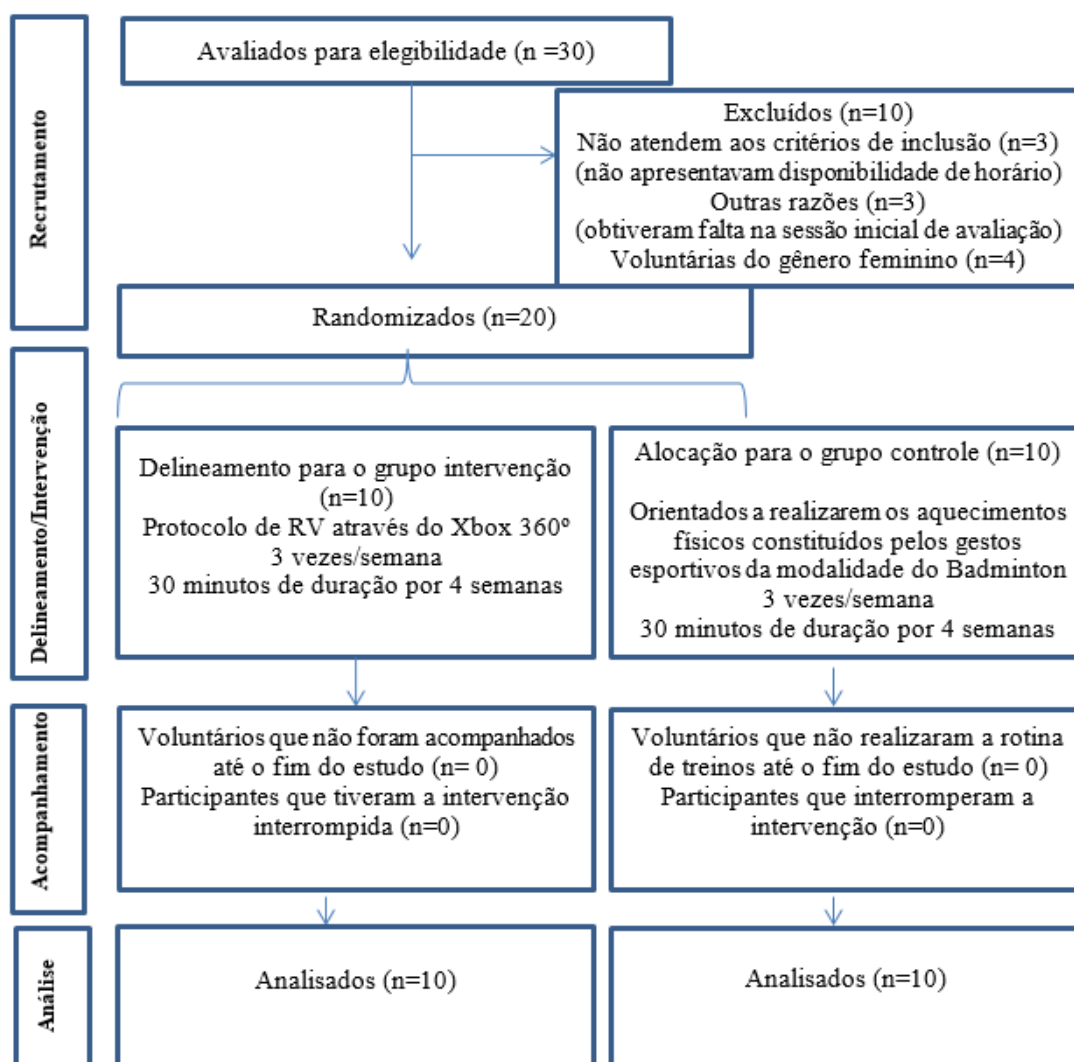 Recrutamento
Avaliados para elegibilidade (n =30)
Excluídos (n=10)
Não atendem aos critérios de inclusão (n=3)
(não apresentavam disponibilidade de horário)
Outras razões (n=3)
(obtiveram falta na sessão inicial de avaliação)
Voluntárias do gênero feminino (n=4)
Randomizados (n=20)
Delineamento/Intervenção
Delineamento para o grupo intervenção
(n=10)
Protocolo de RV através do Xbox 360º
3 vezes/semana
30 minutos de duração por 4 semanas
Alocação para o grupo controle (n=10)
Orientados a realizarem os aquecimentos
físicos constituídos pelos gestos
esportivos da modalidade do Badminton
3 vezes/semana
30 minutos de duração por 4 semanas
Acompanhamento
Voluntários que não foram acompanhados
até o fim do estudo (n= 0)
Participantes que tiveram a intervenção
interrompida (n=0)
Voluntários que não realizaram a rotina
de treinos até o fim do estudo (n= 0)
Participantes que interromperam a
intervenção (n=0)
Análise
Analisados (n=10)
Analisados (n=10)